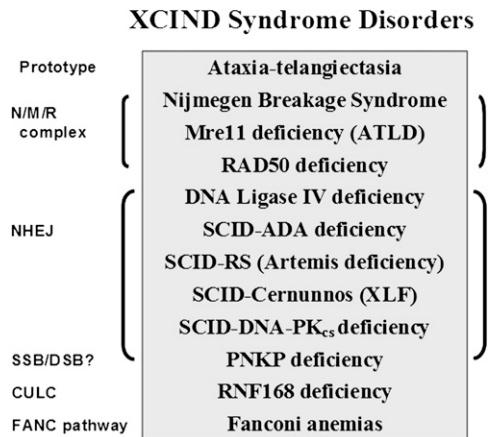 XCIND Syndrome Disorders
Prototype Ataxia-telangiectasia
N/M/R complex
Nijmegen Breakage Syndrome
Mre11 deficiency (ATLD)
RAD50 deficiency
DNA Ligase IV deficiency
NHEJ SCID-ADA deficiency
SCID-RS (Artemis deficiency)
SCID-Cernunnos (XLF)
SCID-DNA-PKcs deficiency
SSB/DSB? PNKP deficiency
CULC RNF168 deficiency
FANC pathway Fanconi anemias